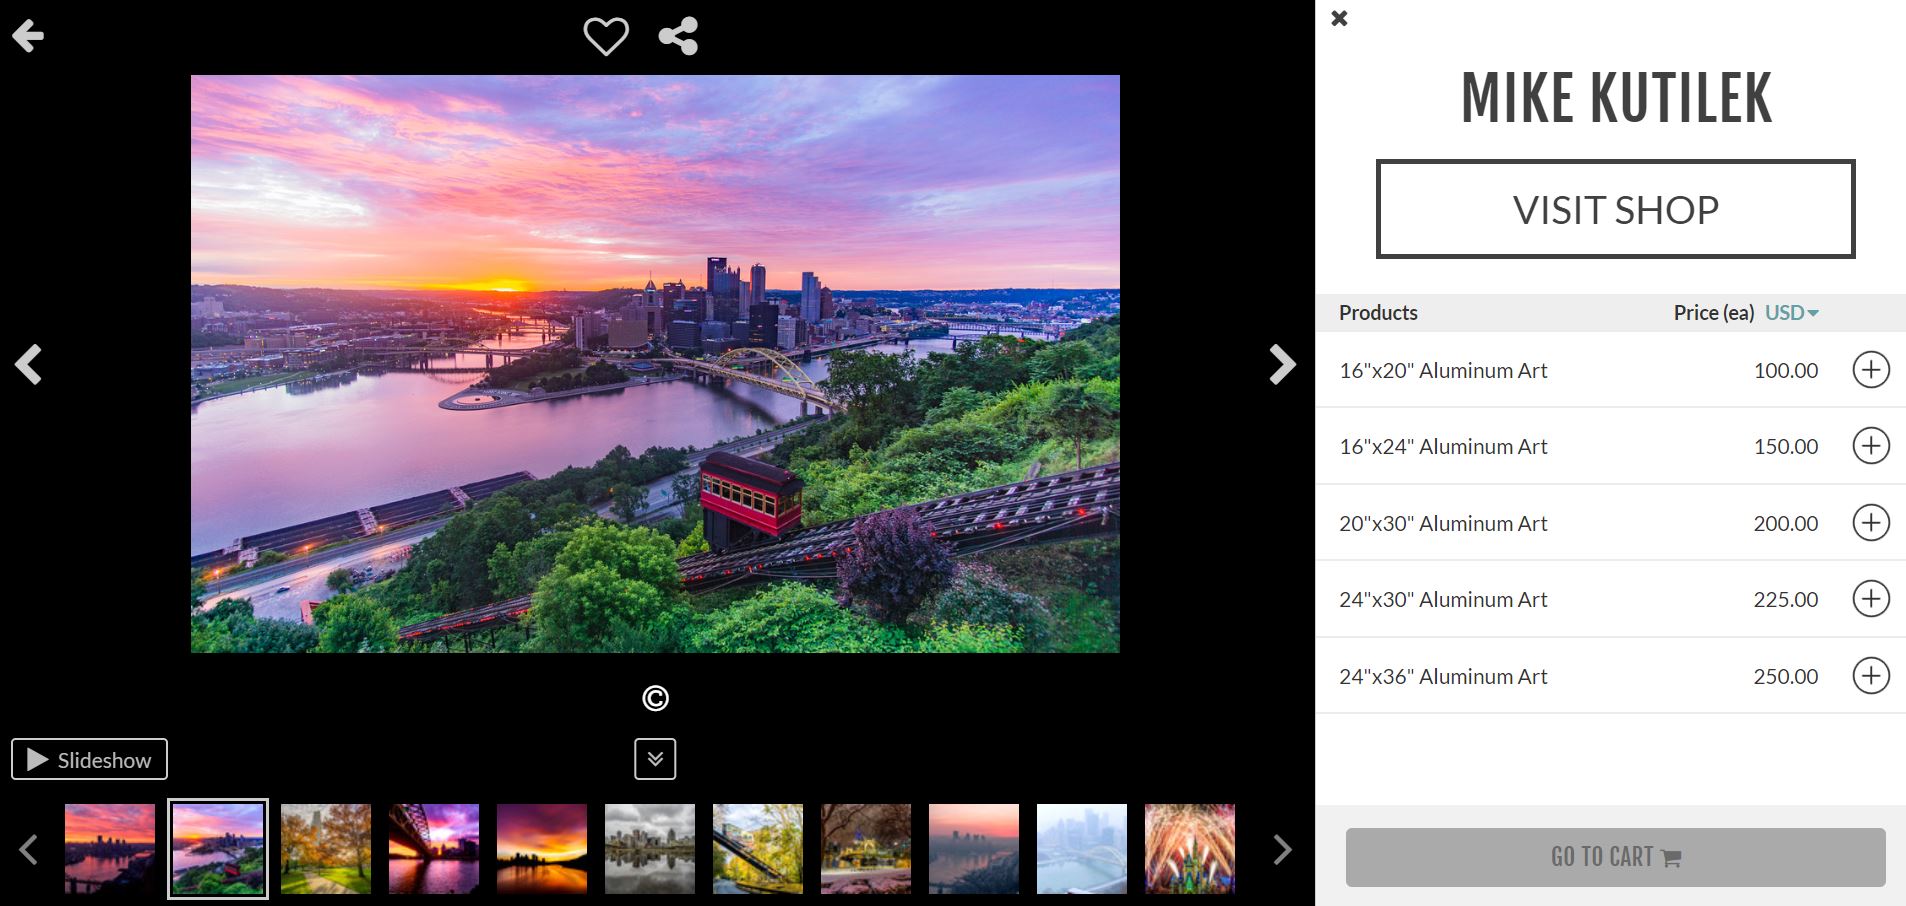 MIKE KUTILEK
VISIT SHOP
Products Price (ea) USD
16"x20" Aluminum Art 100.00
16"x24" Aluminum Art 150.00
20"x30" Aluminum Art 200.00
24"x30" Aluminum Art 225.00
24"x36" Aluminum Art 250.00
GO TO CART
©
Slideshow